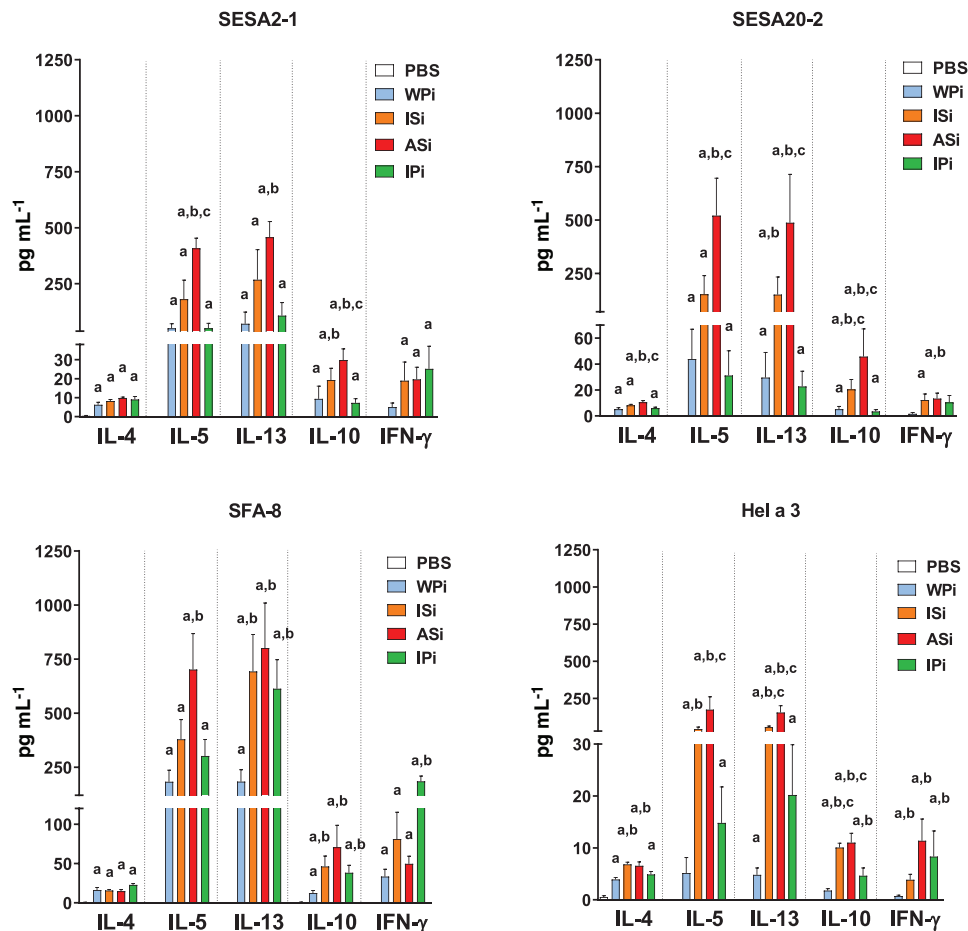 SESA2-1
1250
1000
750
500
250
30
20
10
0
pg mL⁻¹
PBS
WPi
ISi
ASi
IPi
a a a a
a a a,b,c a
a a a,b a
a a,b a,b,c a
a a a
IL-4 IL-5 IL-13 IL-10 IFN-γ
SESA20-2
1250
1000
750
500
250
60
40
20
0
pg mL⁻¹
PBS
WPi
ISi
ASi
IPi
a a a,b,c a
a a a,b,c a
a a,b a,b,c a
a a,b a,b,c a
a,b
IL-4 IL-5 IL-13 IL-10 IFN-γ
SFA-8
1250
1000
750
500
250
100
50
0
pg mL⁻¹
PBS
WPi
ISi
ASi
IPi
a a a a
a a a,b a
a a,b a,b a,b
a a,b a,b a,b
a a a a,b
IL-4 IL-5 IL-13 IL-10 IFN-γ
Hel a 3
1250
1000
750
500
250
30
20
10
0
pg mL⁻¹
PBS
WPi
ISi
ASi
IPi
a a,b a,b a,b
a,b a,b,c a
a a,b,c a,b,c a
a,b,c a,b,c a,b
a,b a,b a,b
IL-4 IL-5 IL-13 IL-10 IFN-γ